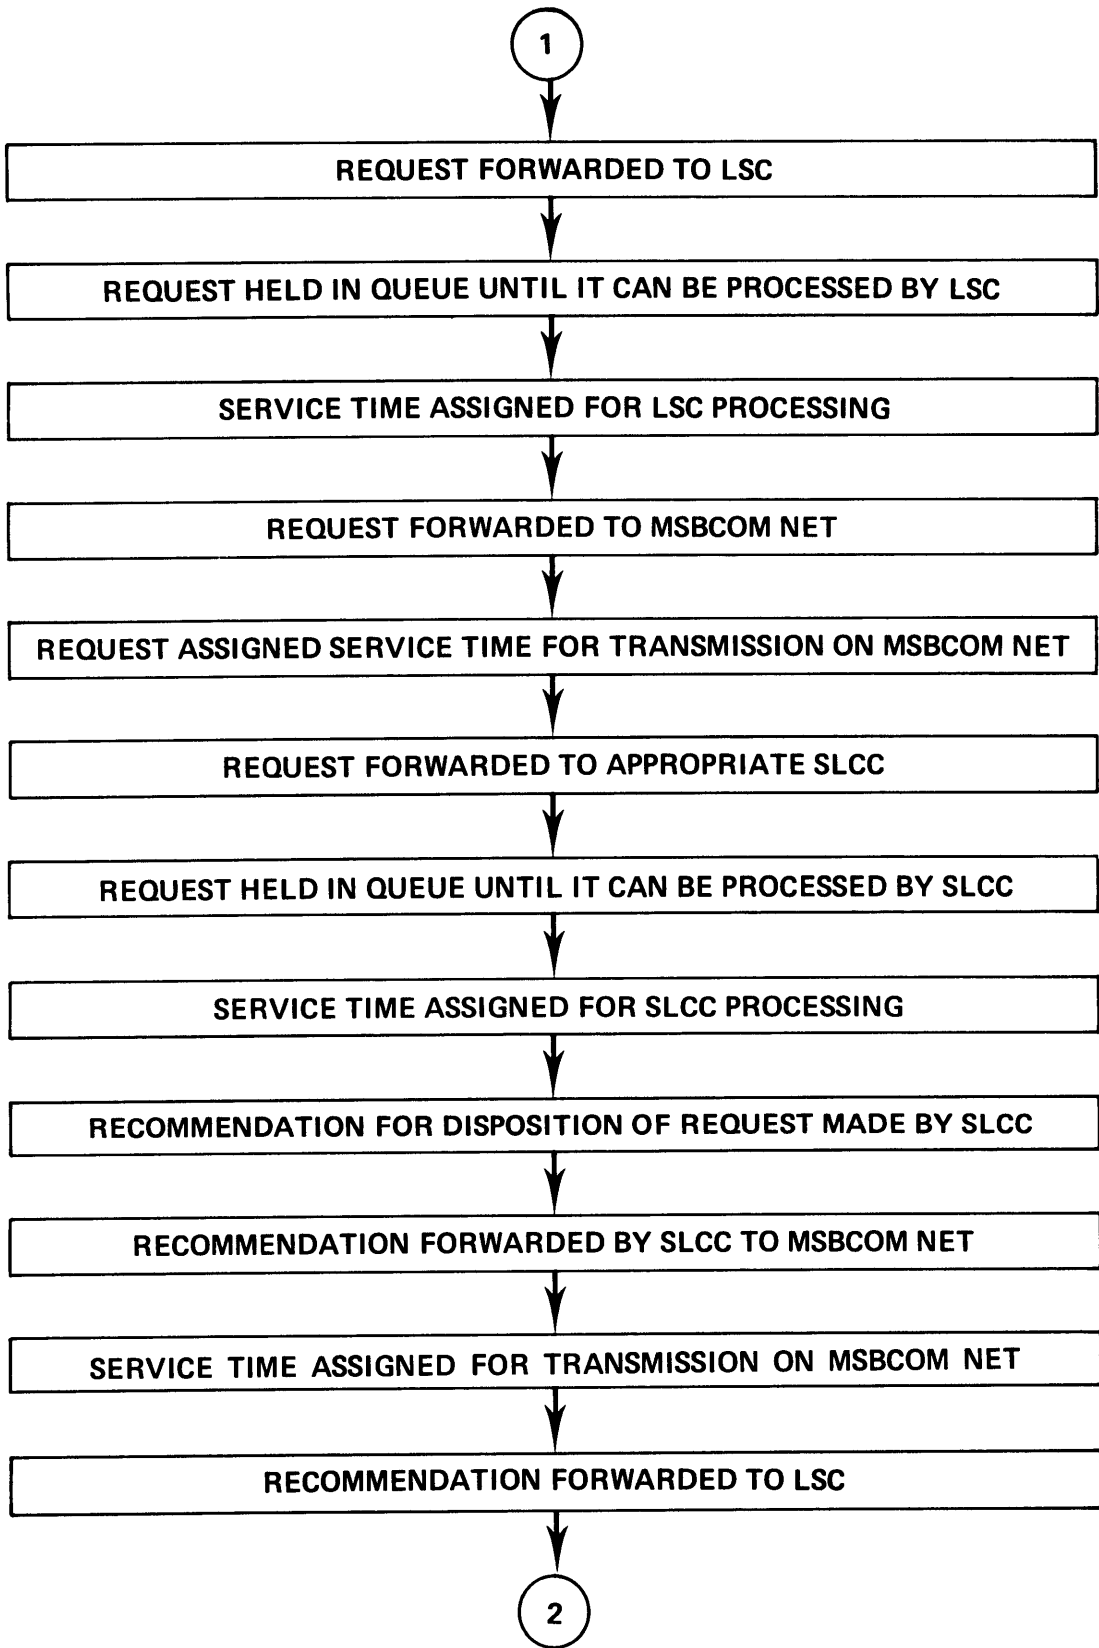 1
REQUEST FORWARDED TO LSC
REQUEST HELD IN QUEUE UNTIL IT CAN BE PROCESSED BY LSC
SERVICE TIME ASSIGNED FOR LSC PROCESSING
REQUEST FORWARDED TO MSBCOM NET
REQUEST ASSIGNED SERVICE TIME FOR TRANSMISSION ON MSBCOM NET
REQUEST FORWARDED TO APPROPRIATE SLCC
REQUEST HELD IN QUEUE UNTIL IT CAN BE PROCESSED BY SLCC
SERVICE TIME ASSIGNED FOR SLCC PROCESSING
RECOMMENDATION FOR DISPOSITION OF REQUEST MADE BY SLCC
RECOMMENDATION FORWARDED BY SLCC TO MSBCOM NET
SERVICE TIME ASSIGNED FOR TRANSMISSION ON MSBCOM NET
RECOMMENDATION FORWARDED TO LSC
2